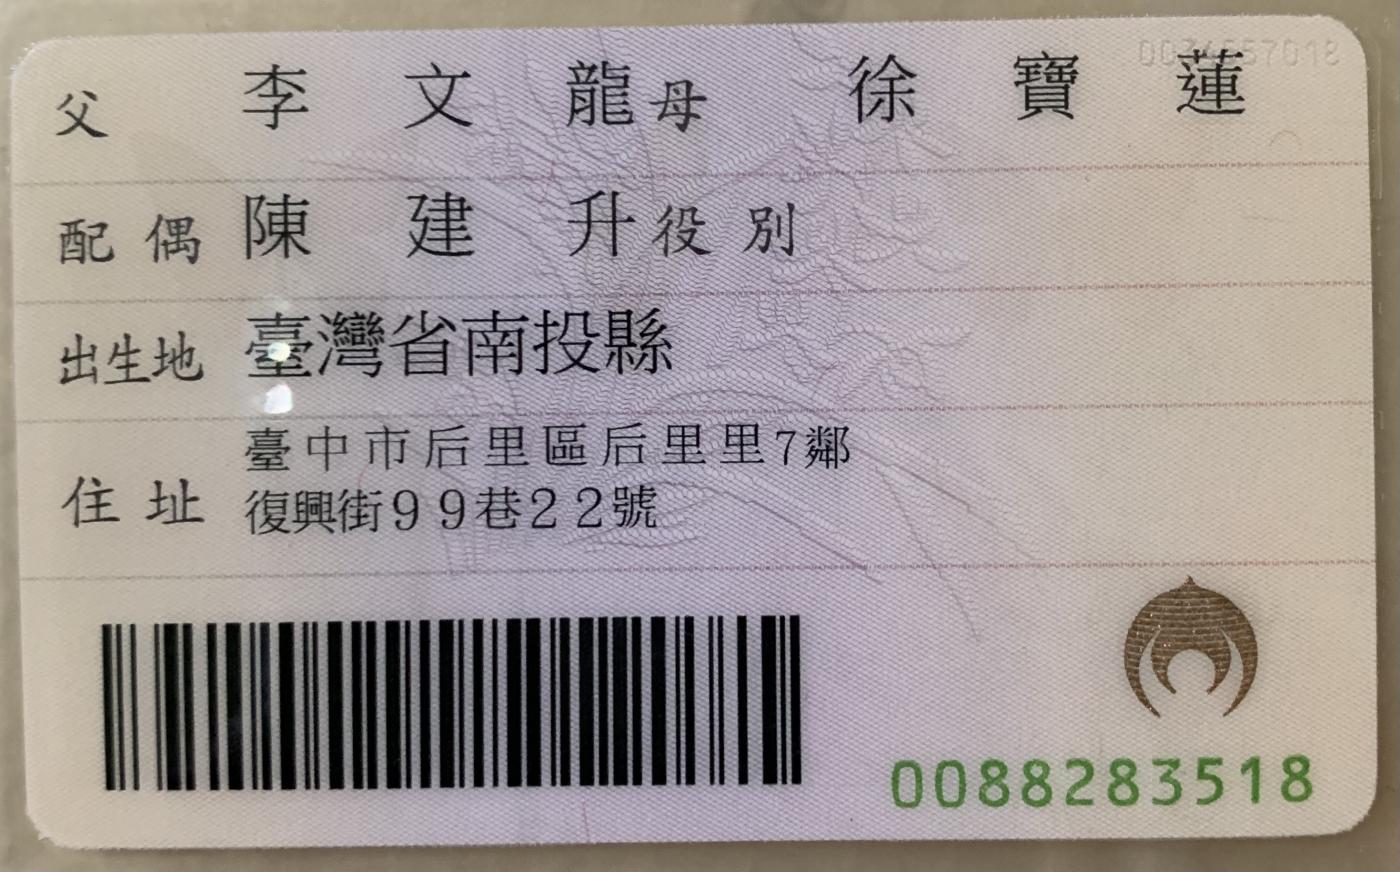 父 李文龍 母 徐寶蓮
配偶 陳建升 役別
出生地 臺灣省南投縣
住址 臺中市后里區后里里7鄰
復興街99巷22號
0088283518